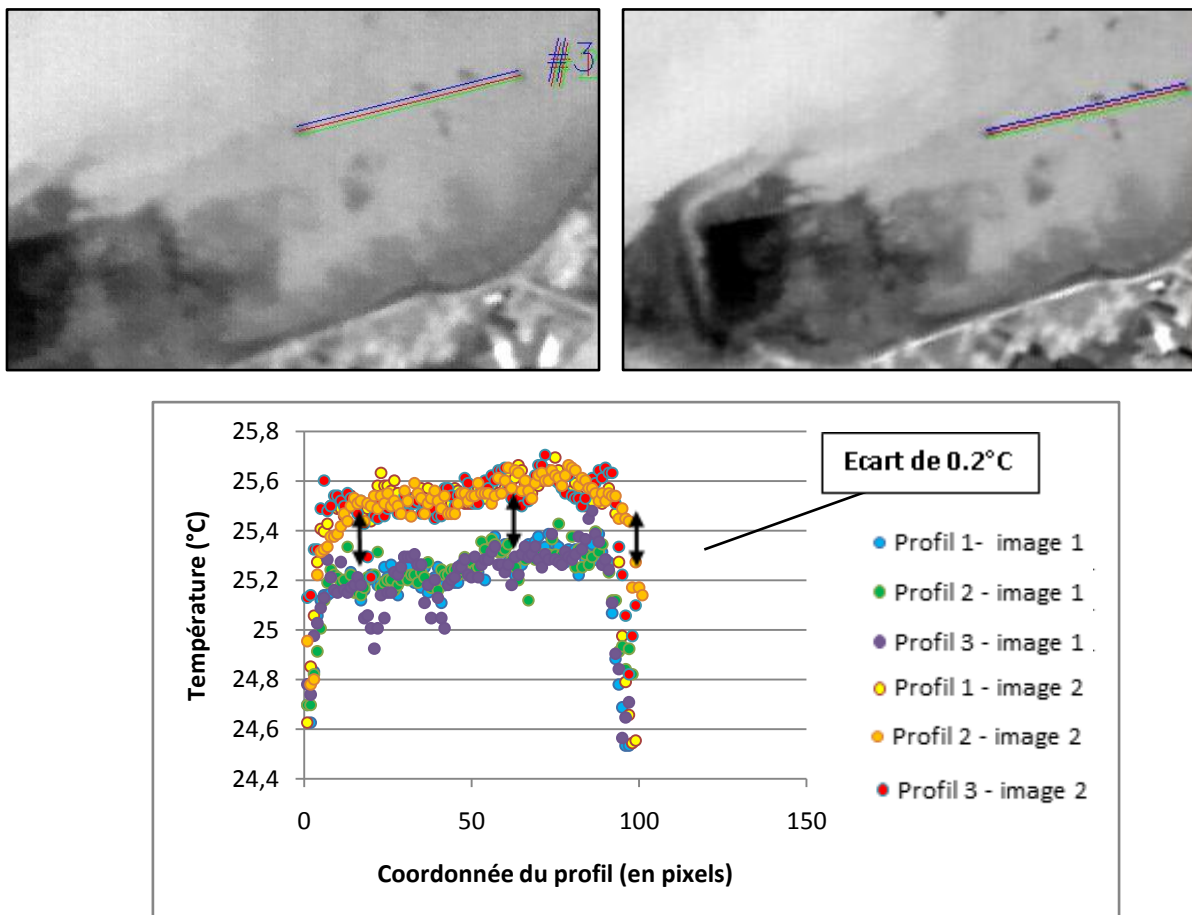 #3
Ecart de 0.2°C
25,8
25,6
25,4
25,2
25
24,8
24,6
24,4
Température (°C)
0
50
100
150
Coordonnée du profil (en pixels)
Profil 1- image 1
Profil 2 - image 1
Profil 3 - image 1
Profil 1 - image 2
Profil 2 - image 2
Profil 3 - image 2